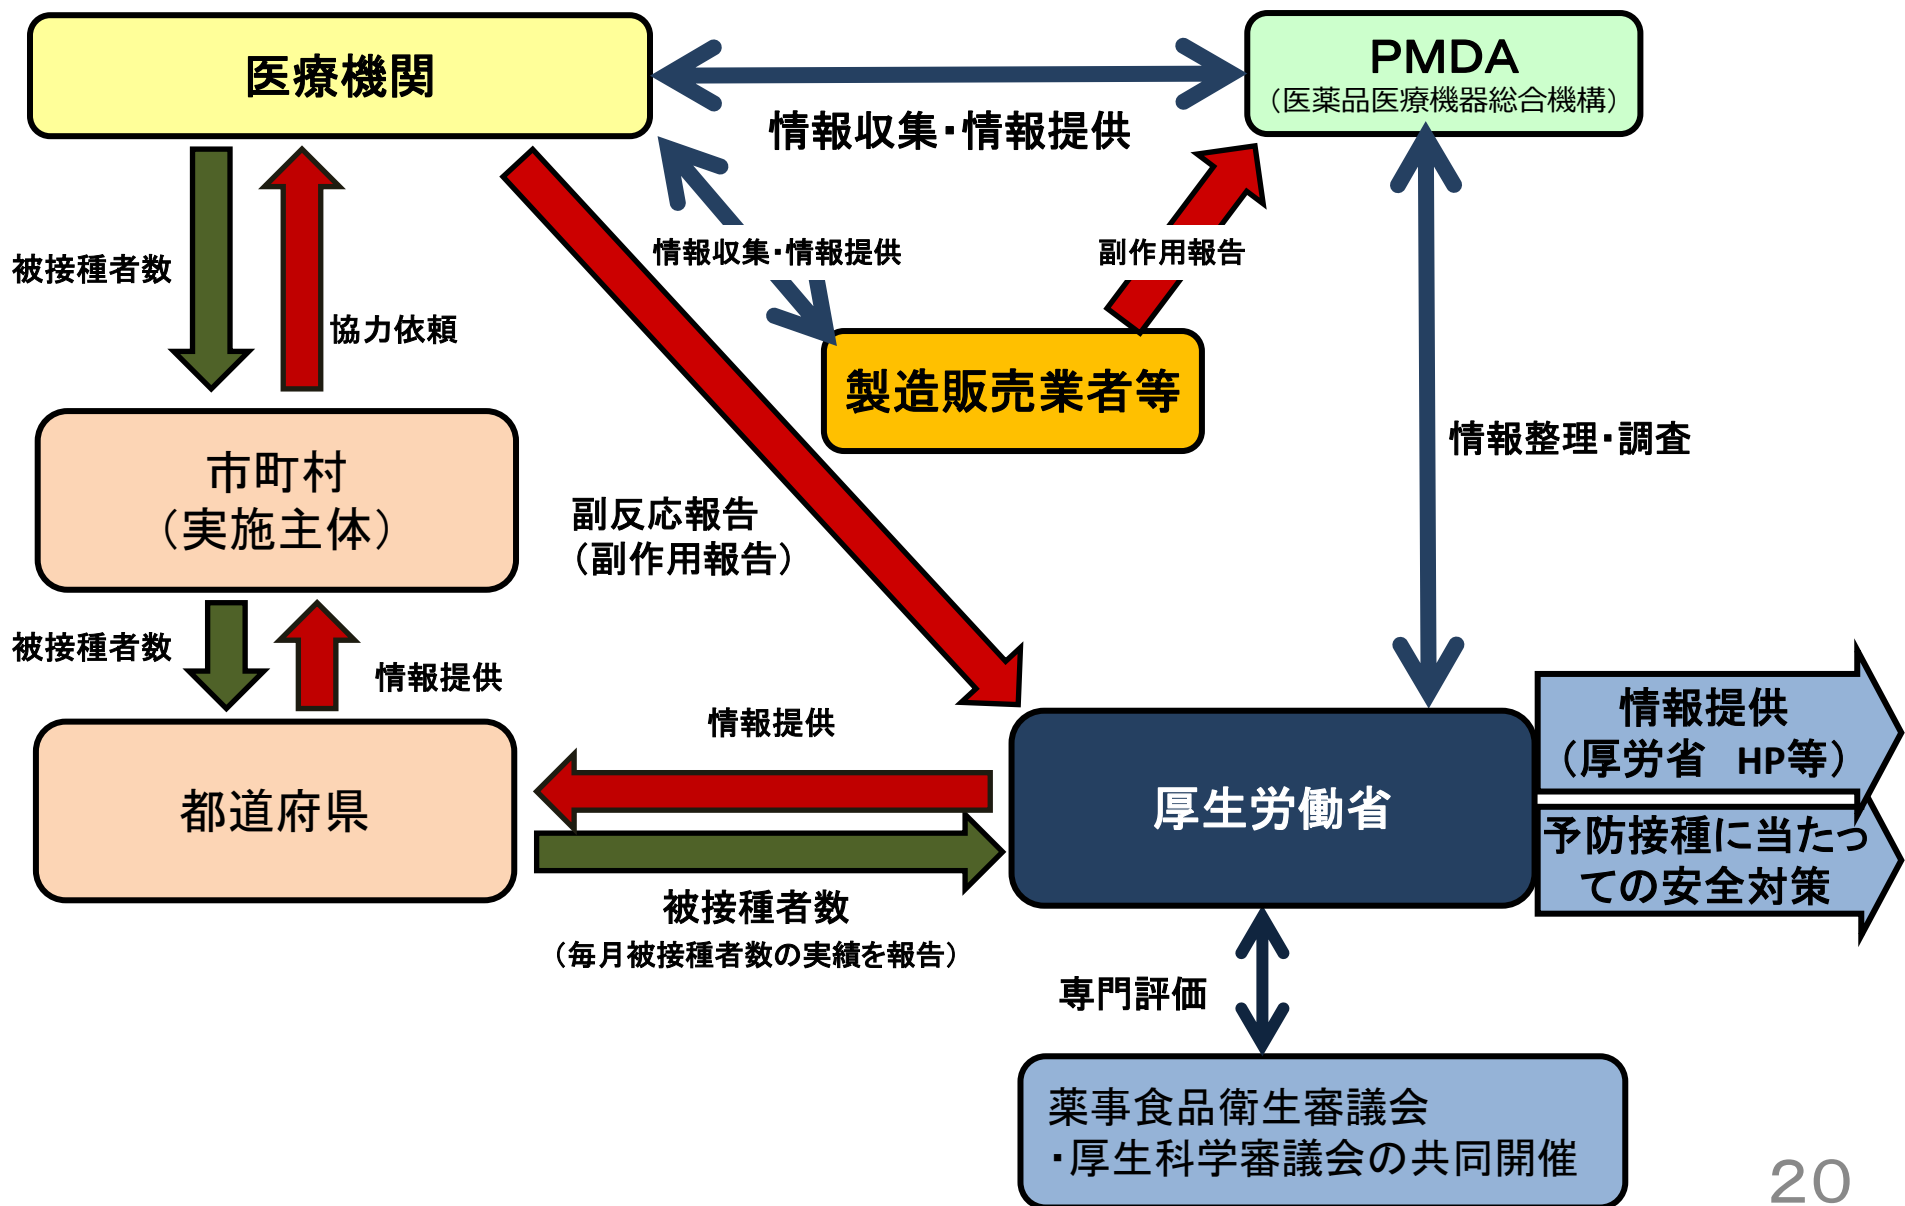 医療機関
PMDA
（医薬品医療機器総合機構）
情報収集・情報提供
情報収集・情報提供
副作用報告
被接種者数
協力依頼
製造販売業者等
情報整理・調査
市町村
（実施主体）
副反応報告
（副作用報告）
被接種者数
情報提供
情報提供
都道府県
厚生労働省
情報提供
（厚労省　HP等）
予防接種に当たっ
ての安全対策
被接種者数
（毎月被接種者数の実績を報告）
専門評価
薬事食品衛生審議会
・厚生科学審議会の共同開催
20